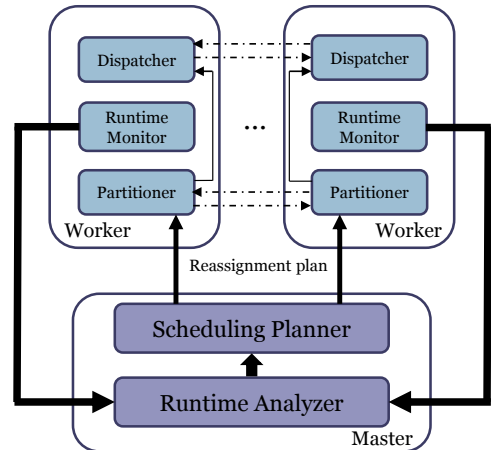 Dispatcher
Runtime
Monitor
Partitioner
Worker
...
Dispatcher
Runtime
Monitor
Partitioner
Worker
Reassignment plan
Scheduling Planner
Runtime Analyzer
Master